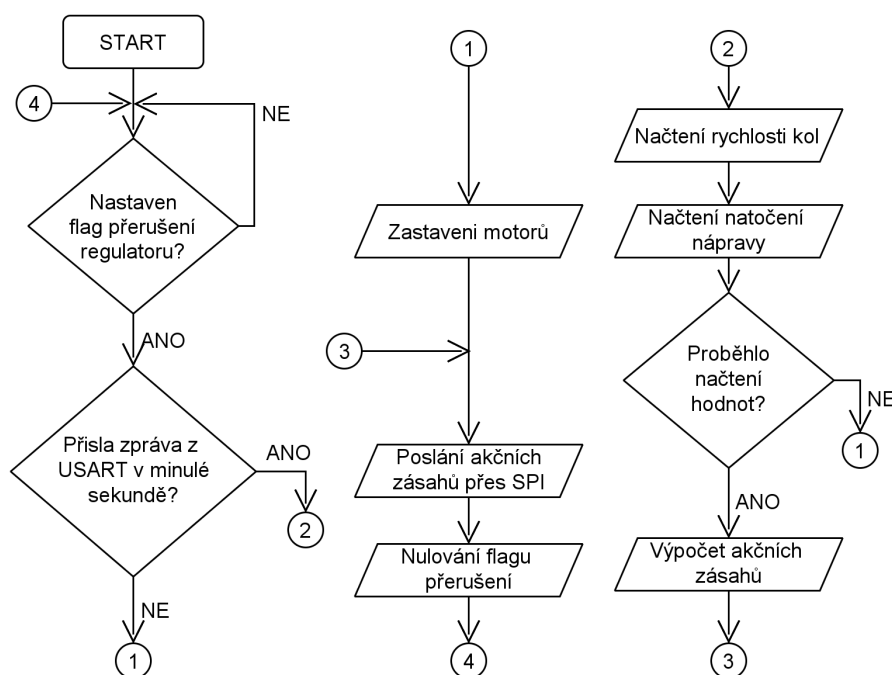 START
4
NE
Nastaven
flag přerušení
regulatoru?
ANO
Přisla zpráva z
USART v minulé
sekundě?
ANO
2
NE
1
1
Zastaveni motorů
3
Poslání akčních
zásahů přes SPI
Nulování flagu
přerušení
4
2
Načtení rychlosti kol
Načtení natočení
nápravy
Proběhlo
načtení
hodnot?
NE
1
ANO
Výpočet akčních
zásahů
3